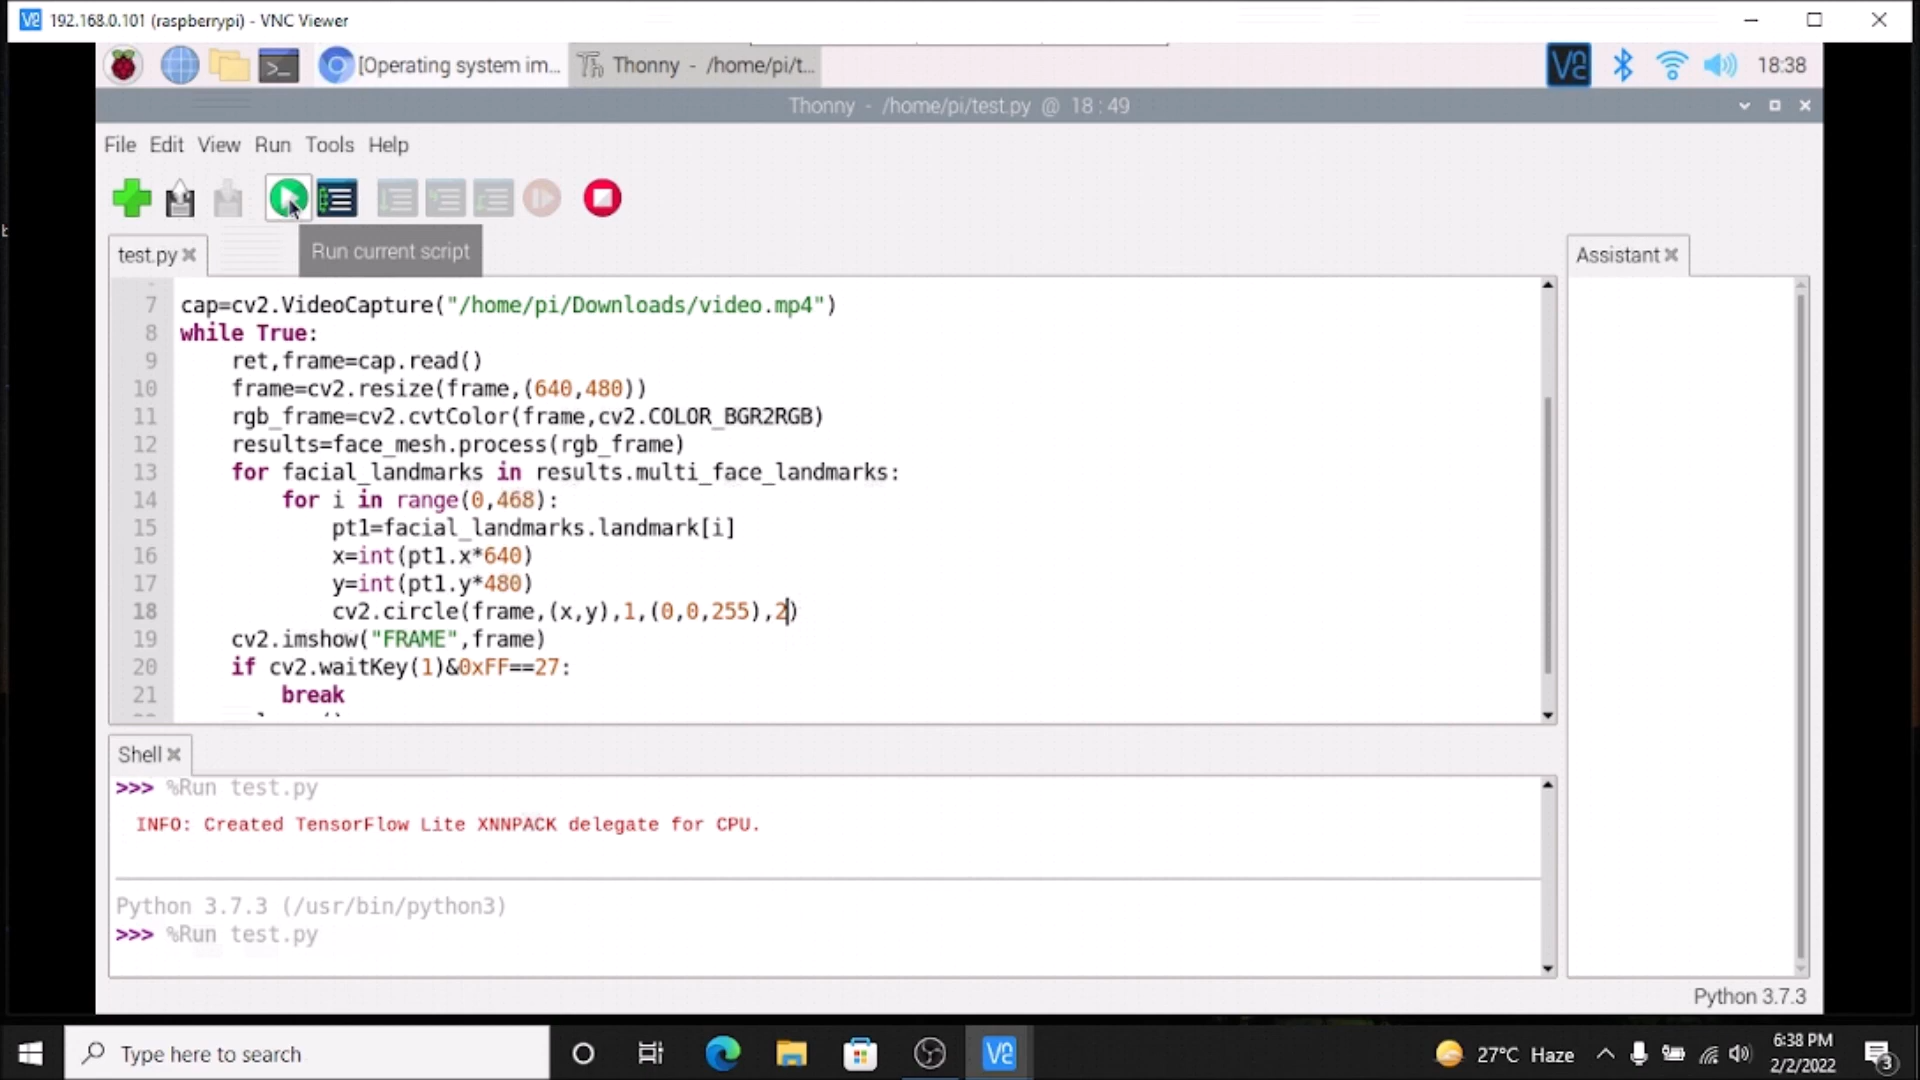 192.168.0.101 (raspberrypi) - VNC Viewer
[Operating system im...
Thonny - /home/pi/t...
18:38
Thonny - /home/pi/test.py @ 18:49
File Edit View Run Tools Help
test.py
Run current script
Assistant
7 cap=cv2.VideoCapture("/home/pi/Downloads/video.mp4")
8 while True:
9 ret,frame=cap.read()
10 frame=cv2.resize(frame,(640,480))
11 rgb_frame=cv2.cvtColor(frame,cv2.COLOR_BGR2RGB)
12 results=face_mesh.process(rgb_frame)
13 for facial_landmarks in results.multi_face_landmarks:
14 for i in range(0,468):
15 pt1=facial_landmarks.landmark[i]
16 x=int(pt1.x*640)
17 y=int(pt1.y*480)
18 cv2.circle(frame,(x,y),1,(0,0,255),2)
19 cv2.imshow("FRAME",frame)
20 if cv2.waitKey(1)&0xFF==27:
21 break
Shell
>>> %Run test.py
INFO: Created TensorFlow Lite XNNPACK delegate for CPU.
Python 3.7.3 (/usr/bin/python3)
>>> %Run test.py
Python 3.7.3
Type here to search
27°C Haze
6:38 PM
2/2/2022
3